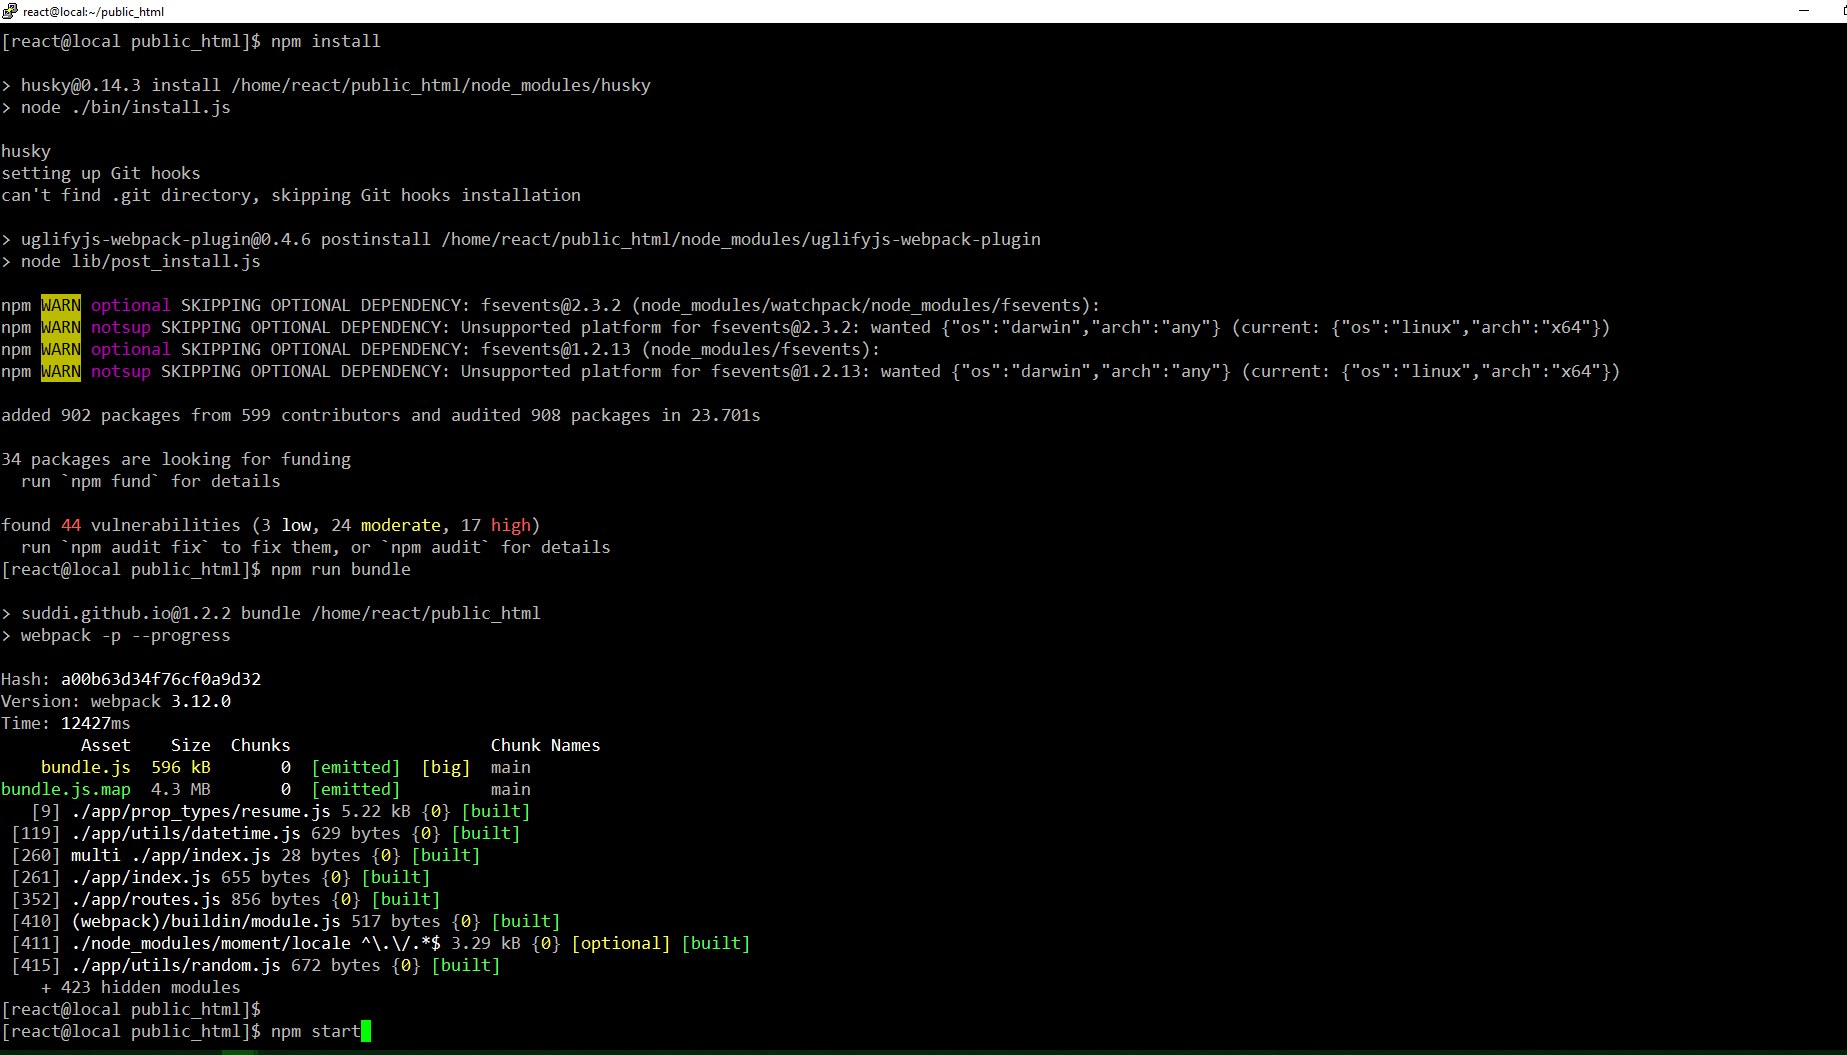 react@local:~/public_html
[react@local public_html]$ npm install
> husky@0.14.3 install /home/react/public_html/node_modules/husky
> node ./bin/install.js
husky
setting up Git hooks
can't find .git directory, skipping Git hooks installation
> uglifyjs-webpack-plugin@0.4.6 postinstall /home/react/public_html/node_modules/uglifyjs-webpack-plugin
> node lib/post_install.js
npm WARN optional SKIPPING OPTIONAL DEPENDENCY: fsevents@2.3.2 (node_modules/watchpack/node_modules/fsevents):
npm WARN notsup SKIPPING OPTIONAL DEPENDENCY: Unsupported platform for fsevents@2.3.2: wanted {"os":"darwin","arch":"any"} (current: {"os":"linux","arch":"x64"})
npm WARN optional SKIPPING OPTIONAL DEPENDENCY: fsevents@1.2.13 (node_modules/fsevents):
npm WARN notsup SKIPPING OPTIONAL DEPENDENCY: Unsupported platform for fsevents@1.2.13: wanted {"os":"darwin","arch":"any"} (current: {"os":"linux","arch":"x64"})
added 902 packages from 599 contributors and audited 908 packages in 23.701s
34 packages are looking for funding
  run `npm fund` for details
found 44 vulnerabilities (3 low, 24 moderate, 17 high)
  run `npm audit fix` to fix them, or `npm audit` for details
[react@local public_html]$ npm run bundle
> suddi.github.io@1.2.2 bundle /home/react/public_html
> webpack -p --progress
Hash: a00b63d34f76cf0a9d32
Version: webpack 3.12.0
Time: 12427ms
        Asset    Size  Chunks                    Chunk Names
    bundle.js  596 kB       0  [emitted]  [big]  main
bundle.js.map  4.3 MB       0  [emitted]         main
   [9] ./app/prop_types/resume.js 5.22 kB {0} [built]
 [119] ./app/utils/datetime.js 629 bytes {0} [built]
 [260] multi ./app/index.js 28 bytes {0} [built]
 [261] ./app/index.js 655 bytes {0} [built]
 [352] ./app/routes.js 856 bytes {0} [built]
 [410] (webpack)/buildin/module.js 517 bytes {0} [built]
 [411] ./node_modules/moment/locale ^\.\/.*$ 3.29 kB {0} [optional] [built]
 [415] ./app/utils/random.js 672 bytes {0} [built]
    + 423 hidden modules
[react@local public_html]$
[react@local public_html]$ npm start